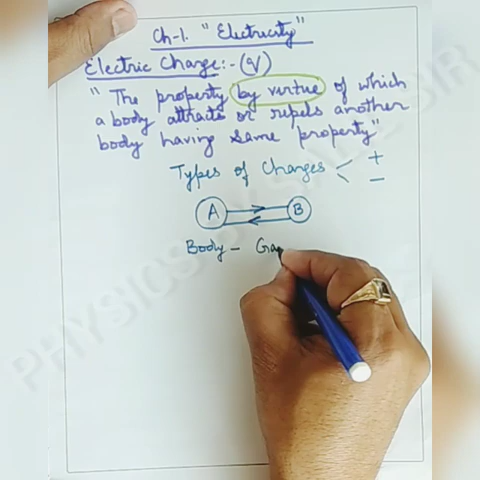 Ch-1. "Electricity"
Electric Charge:- (q)
" The property by vertue of which
a body attracts or repels another
body having same property"
Types of Charges < +
-
A B
Body -